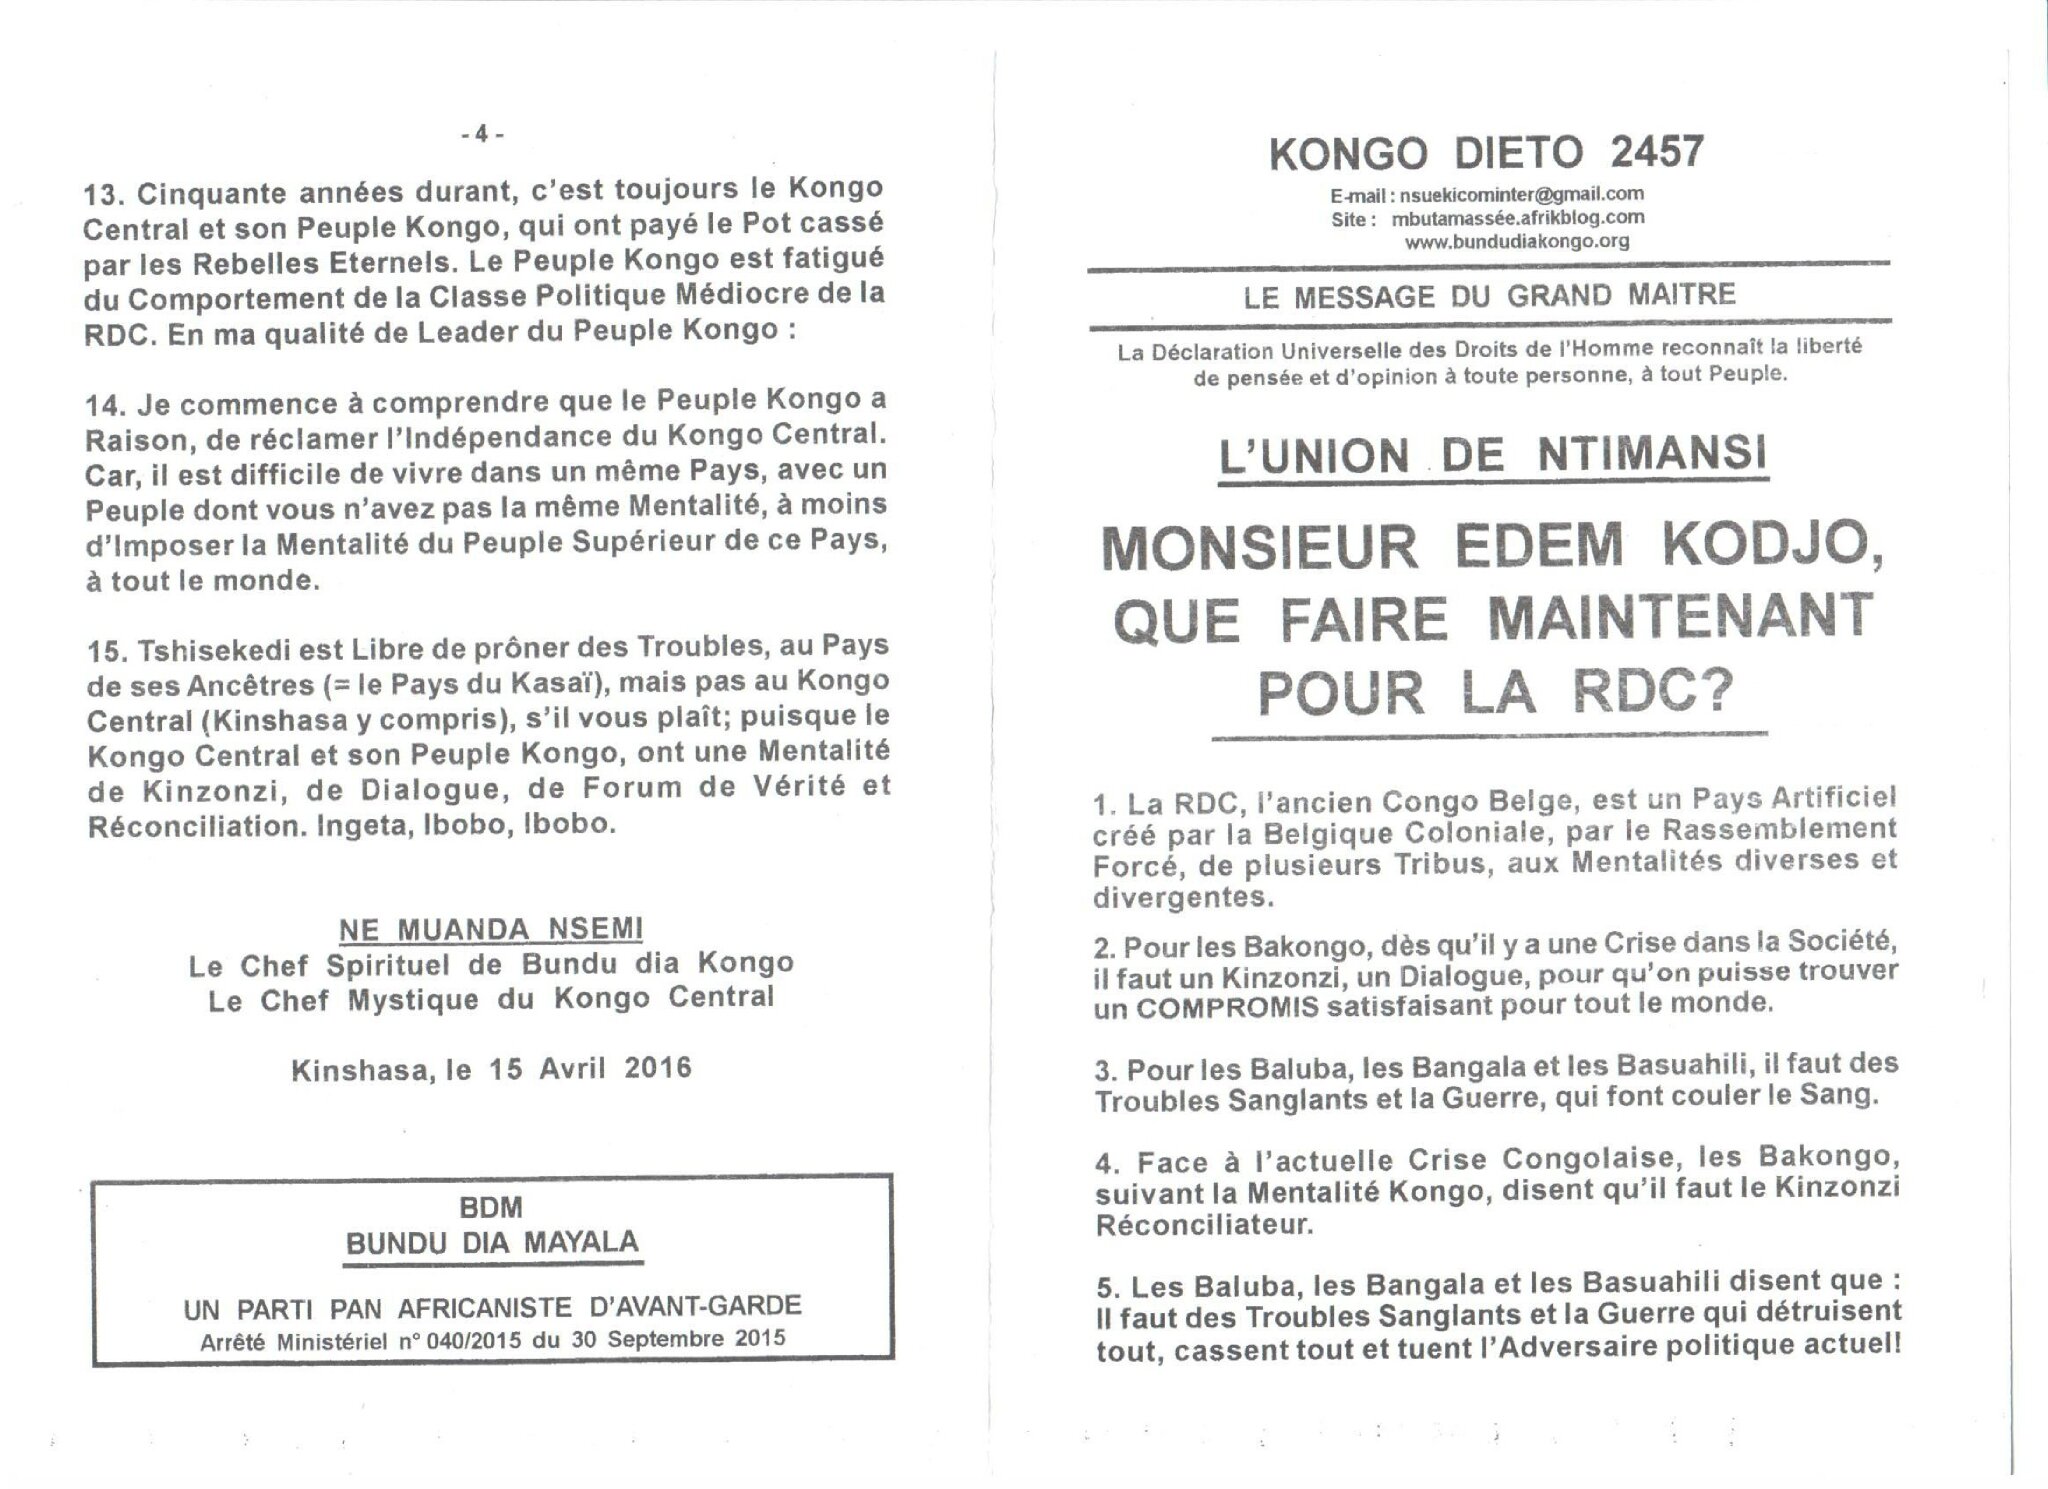 - 4 -
13. Cinquante années durant, c'est toujours le Kongo
Central et son Peuple Kongo, qui ont payé le Pot cassé
par les Rebelles Eternels. Le Peuple Kongo est fatigué
du Comportement de la Classe Politique Médiocre de la
RDC. En ma qualité de Leader du Peuple Kongo :
14. Je commence à comprendre que le Peuple Kongo a
Raison, de réclamer l'Indépendance du Kongo Central.
Car, il est difficile de vivre dans un même Pays, avec un
Peuple dont vous n'avez pas la même Mentalité, à moins
d'Imposer la Mentalité du Peuple Supérieur de ce Pays,
à tout le monde.
15. Tshisekedi est Libre de prôner des Troubles, au Pays
de ses Ancêtres (= le Pays du Kasaï), mais pas au Kongo
Central (Kinshasa y compris), s'il vous plaît; puisque le
Kongo Central et son Peuple Kongo, ont une Mentalité
de Kinzonzi, de Dialogue, de Forum de Vérité et
Réconciliation. Ingeta, Ibobo, Ibobo.
NE MUANDA NSEMI
Le Chef Spirituel de Bundu dia Kongo
Le Chef Mystique du Kongo Central
Kinshasa, le 15 Avril 2016
BDM
BUNDU DIA MAYALA
UN PARTI PAN AFRICANISTE D'AVANT-GARDE
Arrêté Ministériel n° 040/2015 du 30 Septembre 2015
KONGO DIETO 2457
E-mail : nsuekicominter@gmail.com
Site : mbutamassée.afrikblog.com
www.bundudiakongo.org
LE MESSAGE DU GRAND MAITRE
La Déclaration Universelle des Droits de l'Homme reconnaît la liberté
de pensée et d'opinion à toute personne, à tout Peuple.
L'UNION DE NTIMANSI
MONSIEUR EDEM KODJO,
QUE FAIRE MAINTENANT
POUR LA RDC?
1. La RDC, l'ancien Congo Belge, est un Pays Artificiel
créé par la Belgique Coloniale, par le Rassemblement
Forcé, de plusieurs Tribus, aux Mentalités diverses et
divergentes.
2. Pour les Bakongo, dès qu'il y a une Crise dans la Société,
il faut un Kinzonzi, un Dialogue, pour qu'on puisse trouver
un COMPROMIS satisfaisant pour tout le monde.
3. Pour les Baluba, les Bangala et les Basuahili, il faut des
Troubles Sanglants et la Guerre, qui font couler le Sang.
4. Face à l'actuelle Crise Congolaise, les Bakongo,
suivant la Mentalité Kongo, disent qu'il faut le Kinzonzi
Réconciliateur.
5. Les Baluba, les Bangala et les Basuahili disent que :
Il faut des Troubles Sanglants et la Guerre qui détruisent
tout, cassent tout et tuent l'Adversaire politique actuel!